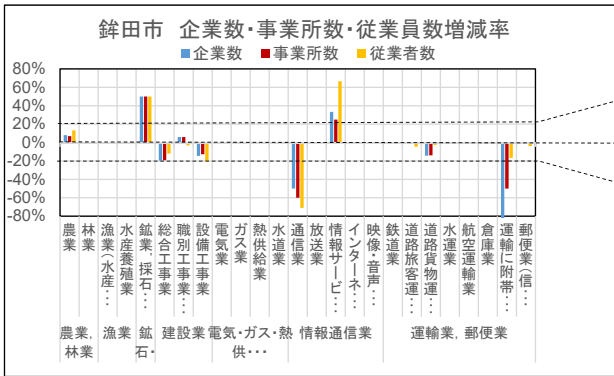 鉾田市　企業数・事業所数・従業員数増減率
企業数 事業所数 従業者数
80%
60%
40%
20%
0%
-20%
-40%
-60%
-80%
農業
林業
漁業（水産・・・
水産養殖業
鉱業，採石・・・
総合工事業
職別工事業・・・
設備工事業
電気業
ガス業
熱供給業
水道業
通信業
放送業
情報サービ・・・
インターネ・・・
映像・音声・・・
鉄道業
道路旅客運・・・
道路貨物運・・・
水運業
航空運輸業
倉庫業
運輸に附帯・・・
郵便業（信・・・
農業，林業
漁業
鉱石・
建設業
電気・ガス・熱供・・・
情報通信業
運輸業，郵便業